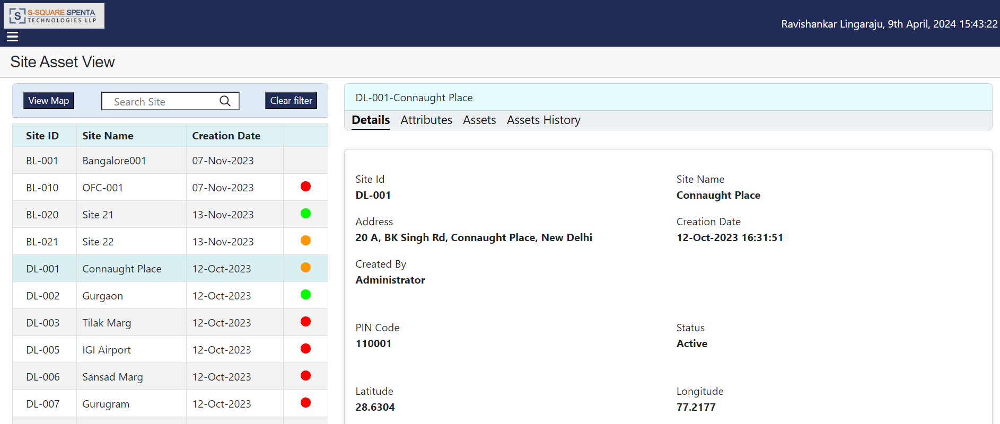 S
S-SQUARE SPENTA
TECHNOLOGIES LLP
Ravishankar Lingaraju, 9th April, 2024 15:43:22
Site Asset View
View Map Search Site Clear filter
Site ID Site Name Creation Date
BL-001 Bangalore001 07-Nov-2023
BL-010 OFC-001 07-Nov-2023
BL-020 Site 21 13-Nov-2023
BL-021 Site 22 13-Nov-2023
DL-001 Connaught Place 12-Oct-2023
DL-002 Gurgaon 12-Oct-2023
DL-003 Tilak Marg 12-Oct-2023
DL-005 IGI Airport 12-Oct-2023
DL-006 Sansad Marg 12-Oct-2023
DL-007 Gurugram 12-Oct-2023
DL-001-Connaught Place
Details Attributes Assets Assets History
Site Id Site Name
DL-001 Connaught Place
Address Creation Date
20 A, BK Singh Rd, Connaught Place, New Delhi 12-Oct-2023 16:31:51
Created By
Administrator
PIN Code Status
110001 Active
Latitude Longitude
28.6304 77.2177